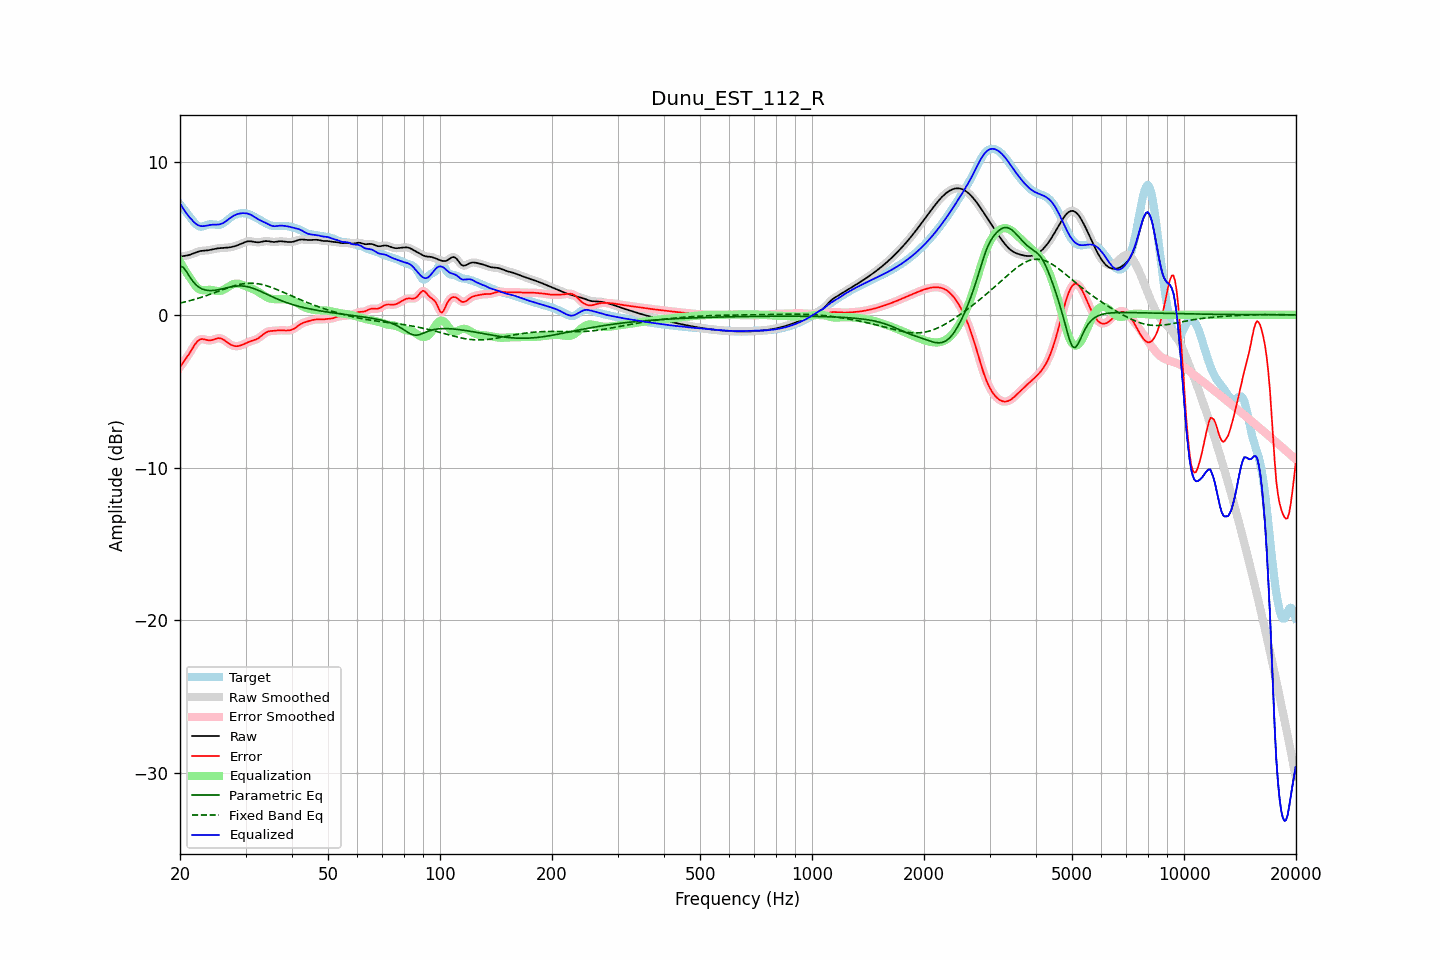 Dunu_EST_112_R
Amplitude (dBr)
10
0
−10
−20
−30
Target
Raw Smoothed
Error Smoothed
Raw
Error
Equalization
Parametric Eq
Fixed Band Eq
Equalized
20 50 100 200 500 1000 2000 5000 10000 20000
Frequency (Hz)